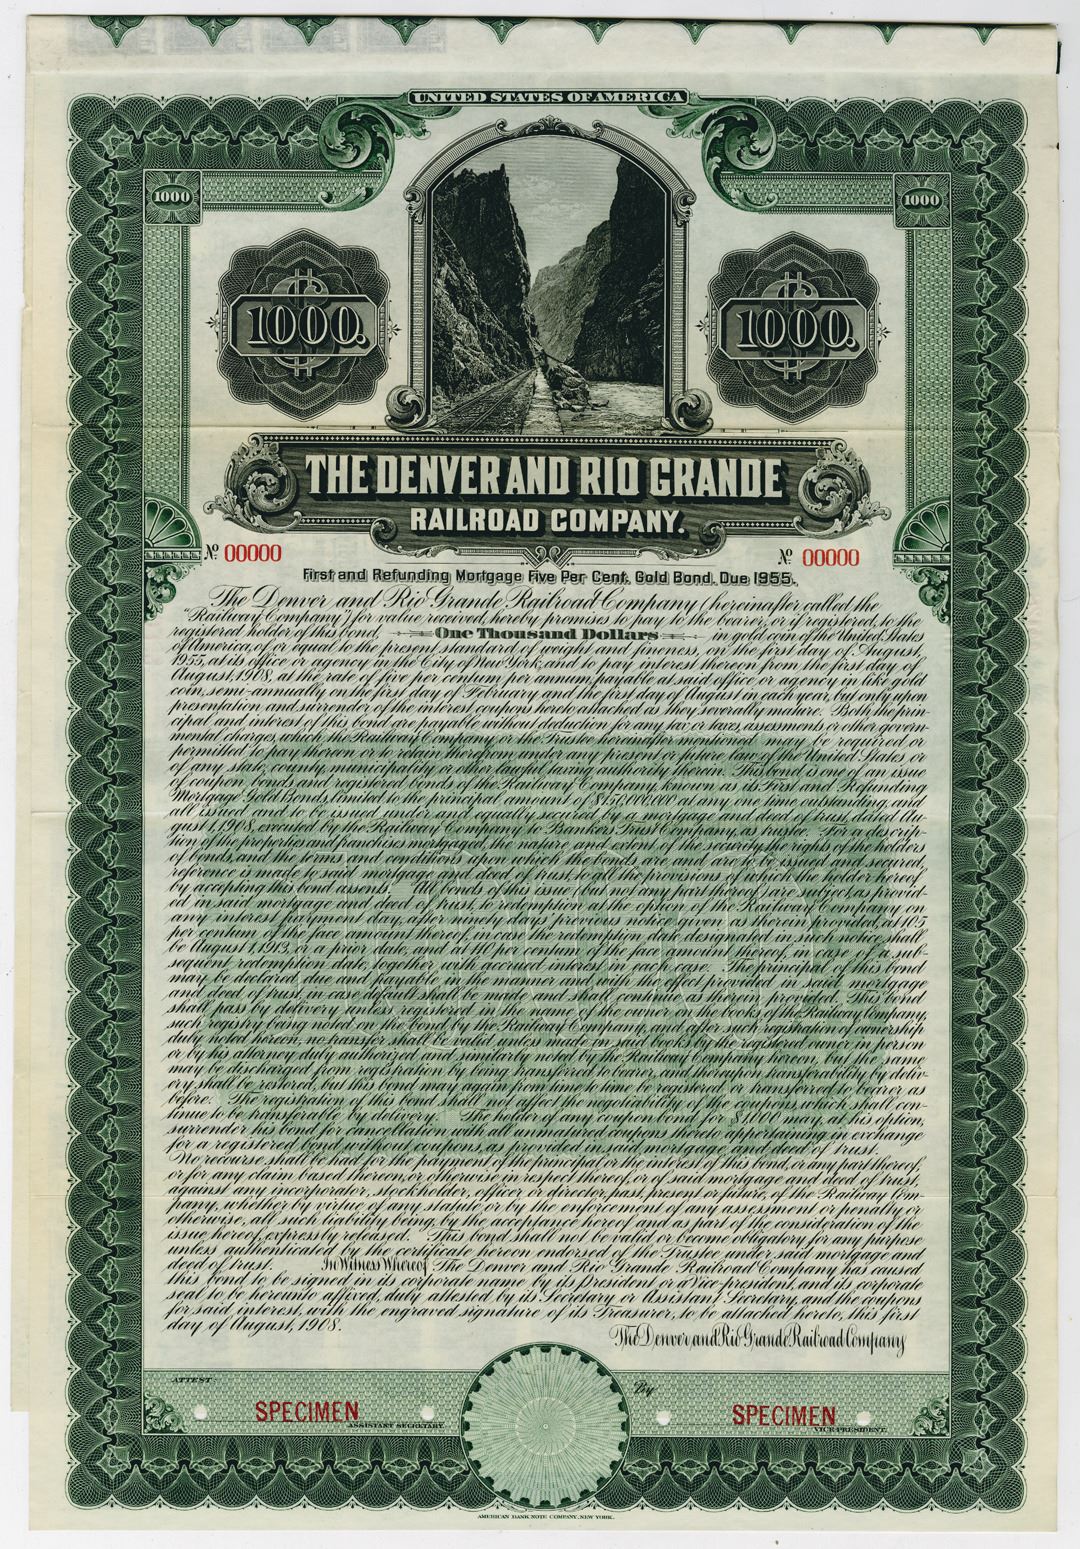 UNITED STATES OF AMERICA
1000 1000
$1000. $1000.
THE DENVER AND RIO GRANDE
RAILROAD COMPANY.
No 00000 No 00000
First and Refunding Mortgage Five Per Cent. Gold Bond. Due 1955.
The Denver and Rio Grande Railroad Company (hereinafter called the
"Railway Company") for value received, hereby promises to pay to the bearer, or if registered, to the
registered holder of this bond, One Thousand Dollars in gold coin of the United States
of America, of or equal to the present standard of weight and fineness, on the first day of August,
1955, at its office or agency in the City of New York, and to pay interest thereon from the first day of
August, 1908, at the rate of five per centum per annum, payable at said office or agency in like gold
coin, semi-annually on the first day of February and the first day of August in each year, but only upon
presentation and surrender of the interest coupons hereto attached as they severally mature. Both the prin-
cipal and interest of this bond are payable without deduction for any tax or taxes, assessments or other govern-
mental charges, which the Railway Company or the Trustee hereinafter mentioned may be required or
permitted to pay thereon or to retain therefrom under any present or future law of the United States, or
of any state, county, municipality or other lawful taxing authority therein. This bond is one of an issue
of coupon bonds and registered bonds of the Railway Company, known as its First and Refunding
Mortgage Gold Bonds, limited to the principal amount of $150,000,000 at any one time outstanding, and
all issued and to be issued under and equally secured by a mortgage and deed of trust, dated Au-
gust 1, 1908, executed by the Railway Company to Bankers Trust Company, as trustee. For a descrip-
tion of the properties and franchises mortgaged, the nature and extent of the security, the rights of the holders
of bonds, and the terms and conditions upon which the bonds are and are to be issued and secured,
reference is made to said mortgage and deed of trust, to all the provisions of which the holder hereof
by accepting this bond assents. All bonds of this issue (but not any part thereof) are subject, as provid-
ed in said mortgage and deed of trust, to redemption at the option of the Railway Company on
any interest payment day, after ninety days' previous notice given as therein provided, at 105
per centum of the face amount thereof, in case the redemption date designated in such notice shall
be August 1, 1913, or a prior date, and at 110 per centum of the face amount thereof, in case of a sub-
sequent redemption date, together with accrued interest in each case. The principal of this bond
may be declared due and payable in the manner and with the effect provided in said mortgage
and deed of trust, in case default shall be made and shall continue as therein provided. This bond
shall pass by delivery unless registered in the name of the owner on the books of the Railway Company,
such registry being noted on the bond by the Railway Company, and after such registration of ownership
duly noted hereon, no transfer shall be valid unless made in said books by the registered owner in person
or by his attorney duly authorized and similarly noted by the Railway Company hereon, but the same
may be discharged from registration by being transferred to bearer, and thereupon transferability by deliv-
ery shall be restored, but this bond may again from time to time be registered, or transferred to bearer as
before. The registration of this bond shall not affect the negotiability of the coupons, which shall con-
tinue to be transferable by delivery. The holder of any coupon bond for $1,000 may, at his option,
surrender his bond for cancellation with all unmatured coupons thereto appertaining in exchange
for a registered bond without coupons, as provided in said mortgage and deed of trust.
No recourse shall be had for the payment of the principal or the interest of this bond, or any part thereof,
or for any claim based thereon, or otherwise in respect thereof, or of said mortgage and deed of trust,
against any incorporator, stockholder, officer or director, past, present or future, of the Railway Com-
pany, whether by virtue of any statute or by the enforcement of any assessment or penalty or
otherwise, all such liability being, by the acceptance hereof and as part of the consideration of the
issue hereof, expressly released. This bond shall not be valid or become obligatory for any purpose
unless authenticated by the certificate hereon endorsed of the Trustee under said mortgage and
deed of trust. In Witness Whereof The Denver and Rio Grande Railroad Company has caused
this bond to be signed in its corporate name by its President or a Vice-president, and its corporate
seal to be hereunto affixed, duly attested by its Secretary or Assistant Secretary, and the coupons
for said interest, with the engraved signature of its Treasurer, to be attached hereto, this first
day of August, 1908.
The Denver and Rio Grande Railroad Company
ATTEST: By
SPECIMEN SPECIMEN
ASSISTANT SECRETARY. VICE-PRESIDENT.
AMERICAN BANK NOTE COMPANY, NEW YORK.